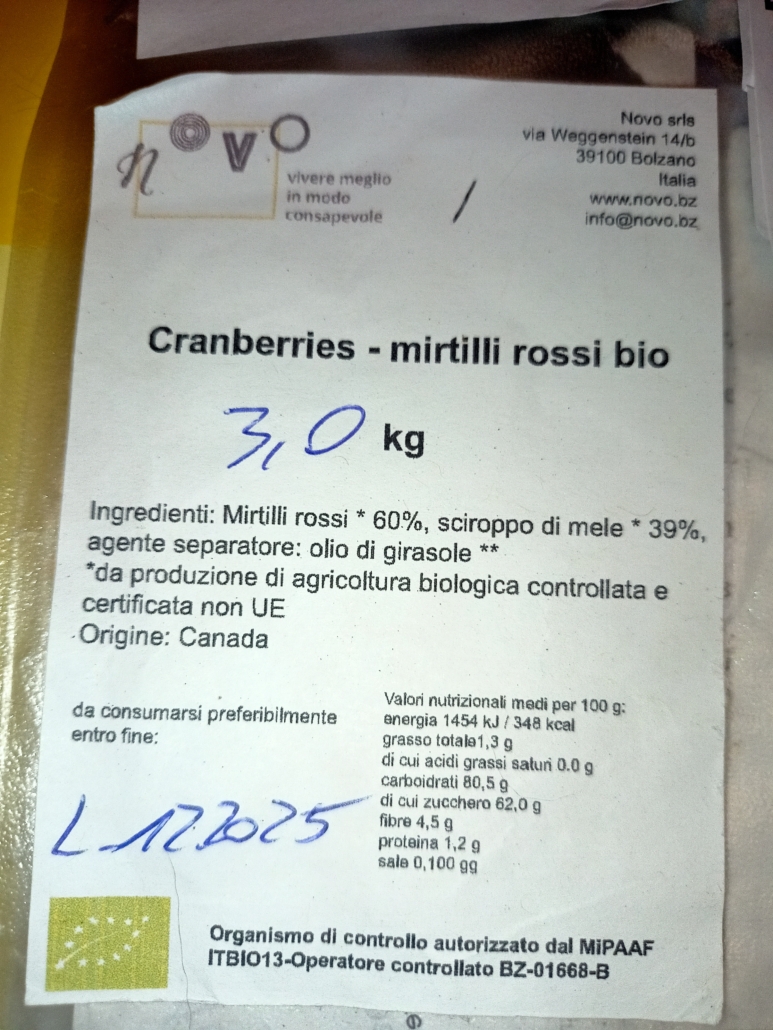 novo
vivere meglio
in modo
consapevole
/
Novo srls
via Weggenstein 14/b
39100 Bolzano
Italia
www.novo.bz
info@novo.bz
Cranberries - mirtilli rossi bio
3,0 kg
Ingredienti: Mirtilli rossi * 60%, sciroppo di mele * 39%,
agente separatore: olio di girasole **
*da produzione di agricoltura biologica controllata e
certificata non UE
Origine: Canada
da consumarsi preferibilmente
entro fine:
L 122025
Valori nutrizionali medi per 100 g:
energia 1454 kJ / 348 kcal
grasso totale1,3 g
di cui acidi grassi saturi 0.0 g
carboidrati 80,5 g
di cui zucchero 62,0 g
fibre 4,5 g
proteina 1,2 g
sale 0,100 gg
Organismo di controllo autorizzato dal MiPAAF
ITBIO13-Operatore controllato BZ-01668-B